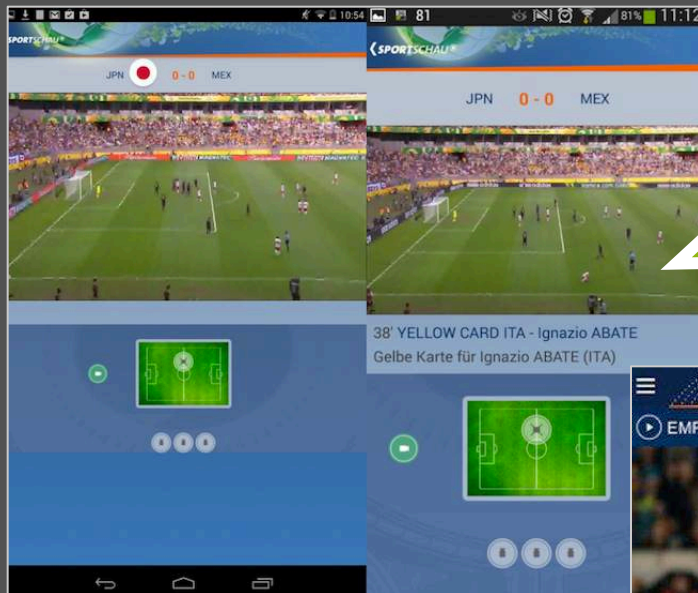 10:54
SPORTSCHAU
JPN 0 - 0 MEX
81 81% 11:12
SPORTSCHAU
JPN 0 - 0 MEX
38' YELLOW CARD ITA - Ignazio ABATE
Gelbe Karte für Ignazio ABATE (ITA)
EMP